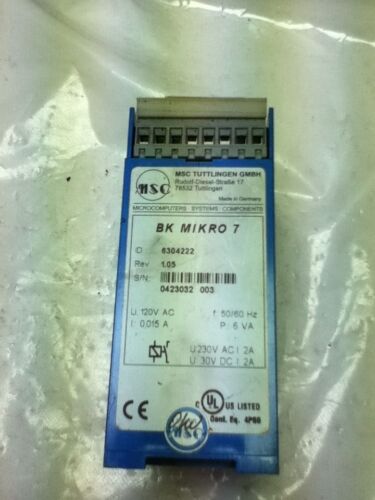 MSC
MSC TUTTLINGEN GMBH
Rudolf-Diesel-Straße 17
78532 Tuttlingen
Made in Germany
MICROCOMPUTERS SYSTEMS COMPONENTS
BK MIKRO 7
ID 6304222
Rev 1.05
S/N:
0423032 003
U: 120V AC f: 50/60 Hz
I: 0,015 A P: 6 VA
U:230V AC I 2A
U: 30V DC I 2A
CE
C UL US LISTED
Cont. Eq. 4P60
MSC